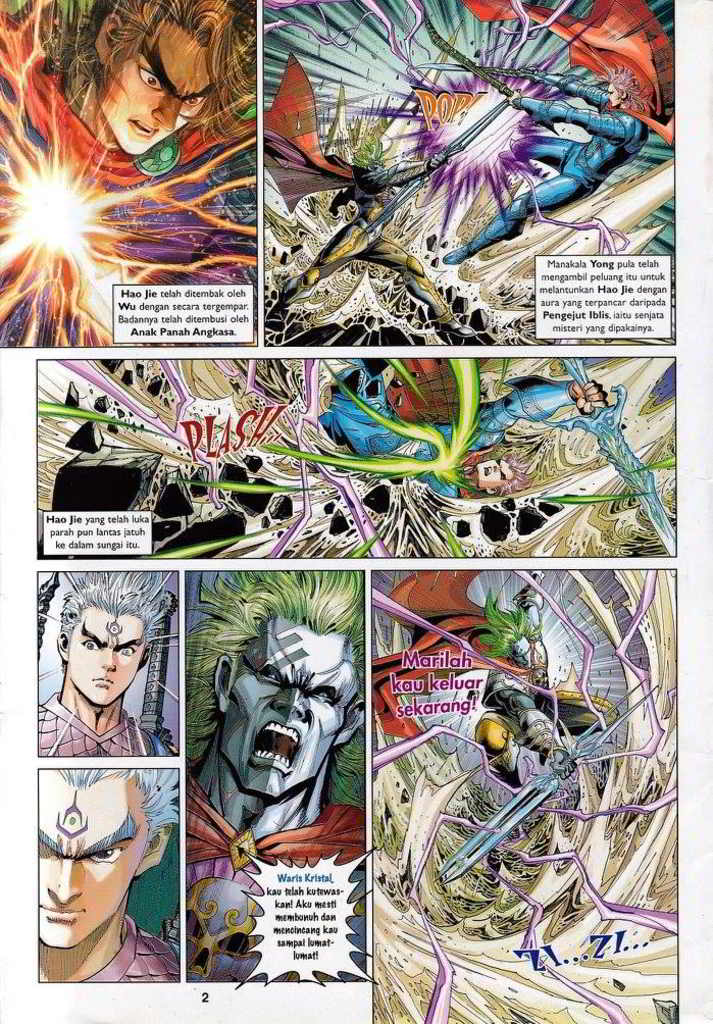 Hao Jie telah ditembak oleh
Wu dengan secara tergempar.
Badannya telah ditembusi oleh
Anak Panah Angkasa.
Manakala Yong pula telah
mengambil peluang itu untuk
melantunkan Hao Jie dengan
aura yang terpancar daripada
Pengejut Iblis, iaitu senjata
misteri yang dipakainya.
PLASH
Hao Jie yang telah luka
parah pun lantas jatuh
ke dalam sungai itu.
Waris Kristal,
kau telah kutewas-
kan! Aku mesti
membunuh dan
mencincang kau
sampai lumat-
lumat!
Marilah
kau keluar
sekarang!
ZI...ZI...
2